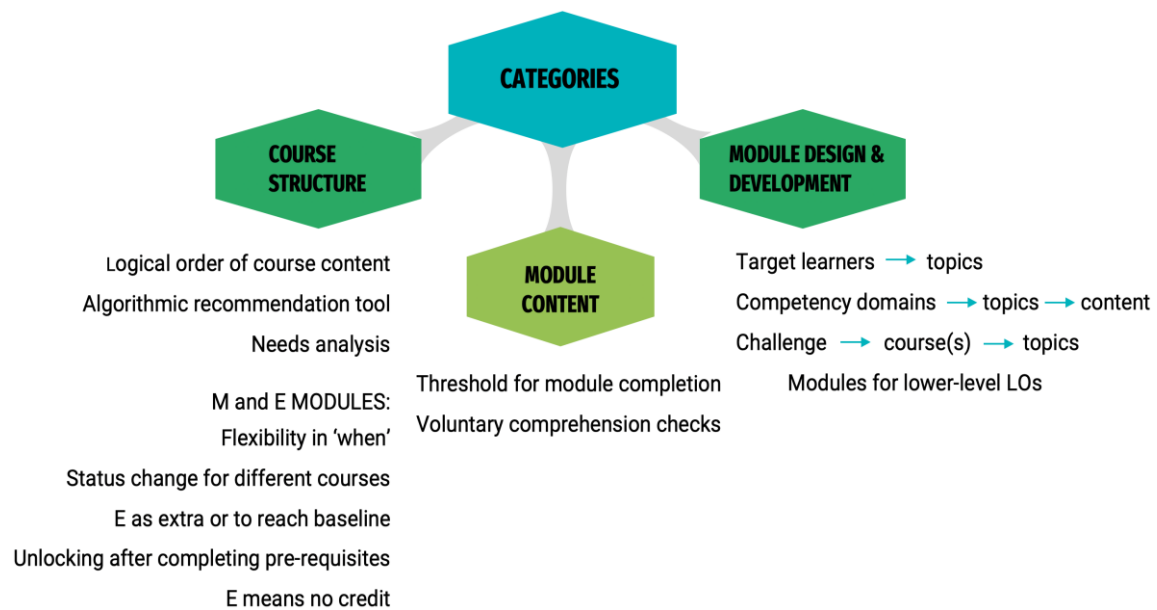 CATEGORIES
COURSE
STRUCTURE
Logical order of course content
Algorithmic recommendation tool
Needs analysis
M and E MODULES:
Flexibility in ‘when’
Status change for different courses
E as extra or to reach baseline
Unlocking after completing pre-requisites
E means no credit
MODULE
CONTENT
Threshold for module completion
Voluntary comprehension checks
MODULE DESIGN &
DEVELOPMENT
Target learners → topics
Competency domains → topics → content
Challenge → course(s) → topics
Modules for lower-level LOs